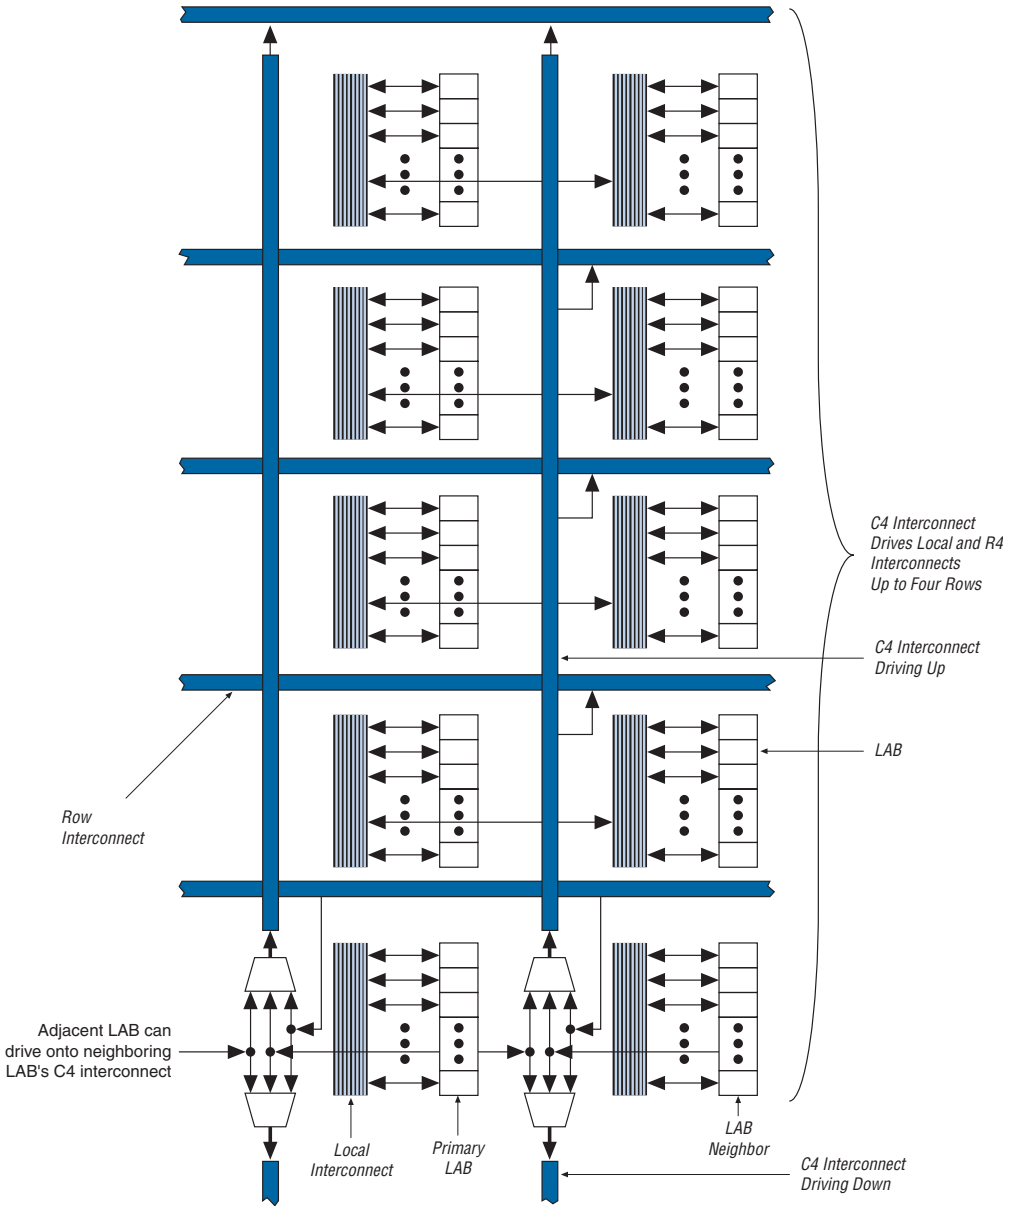 C4 Interconnect
Drives Local and R4
Interconnects
Up to Four Rows
C4 Interconnect
Driving Up
LAB
Row
Interconnect
Adjacent LAB can
drive onto neighboring
LAB's C4 interconnect
Local
Interconnect
Primary
LAB
LAB
Neighbor
C4 Interconnect
Driving Down